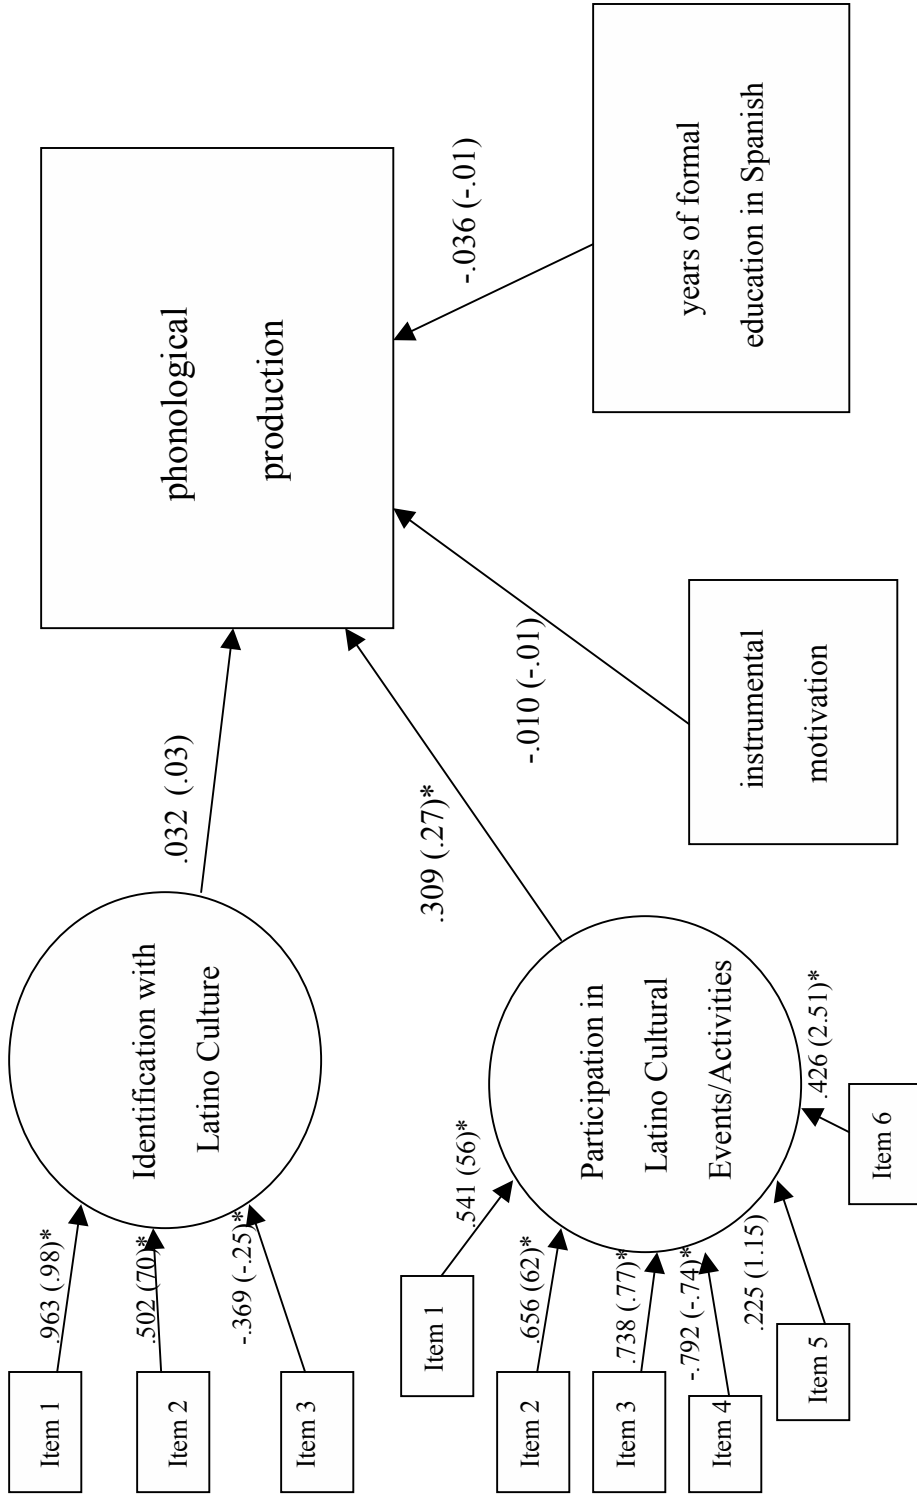 Item 1
Item 2
Item 3
.963 (.98)*
.502 (70)*
-.369 (-.25)*
Identification with
Latino Culture
.032 (.03)
phonological
production
Item 1
Item 2
Item 3
Item 4
Item 5
Item 6
.541 (56)*
.656 (62)*
.738 (.77)*
-.792 (-.74)*
.225 (1.15)
.426 (2.51)*
Participation in
Latino Cultural
Events/Activities
.309 (.27)*
-.010 (-.01)
-.036 (-.01)
instrumental
motivation
years of formal
education in Spanish